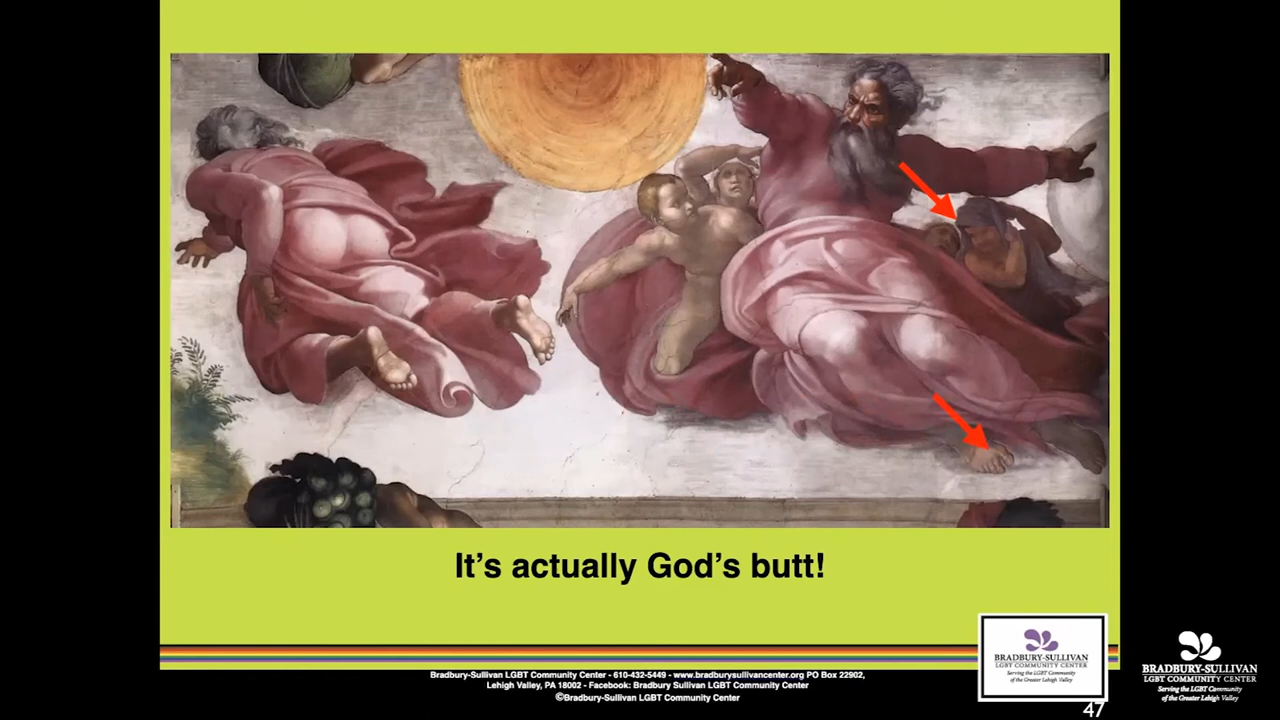 It's actually God's butt!
BRADBURY-SULLIVAN
LGBT COMMUNITY CENTER
Serving the LGBT Community
of the Greater Lehigh Valley
BRADBURY-SULLIVAN
LGBT COMMUNITY CENTER
Serving the LGBT Community
of the Greater Lehigh Valley
Bradbury-Sullivan LGBT Community Center - 610-432-5449 - www.bradburysullivancenter.org PO Box 22902,
Lehigh Valley, PA 18002 - Facebook: Bradbury Sullivan LGBT Community Center
©Bradbury-Sullivan LGBT Community Center
47